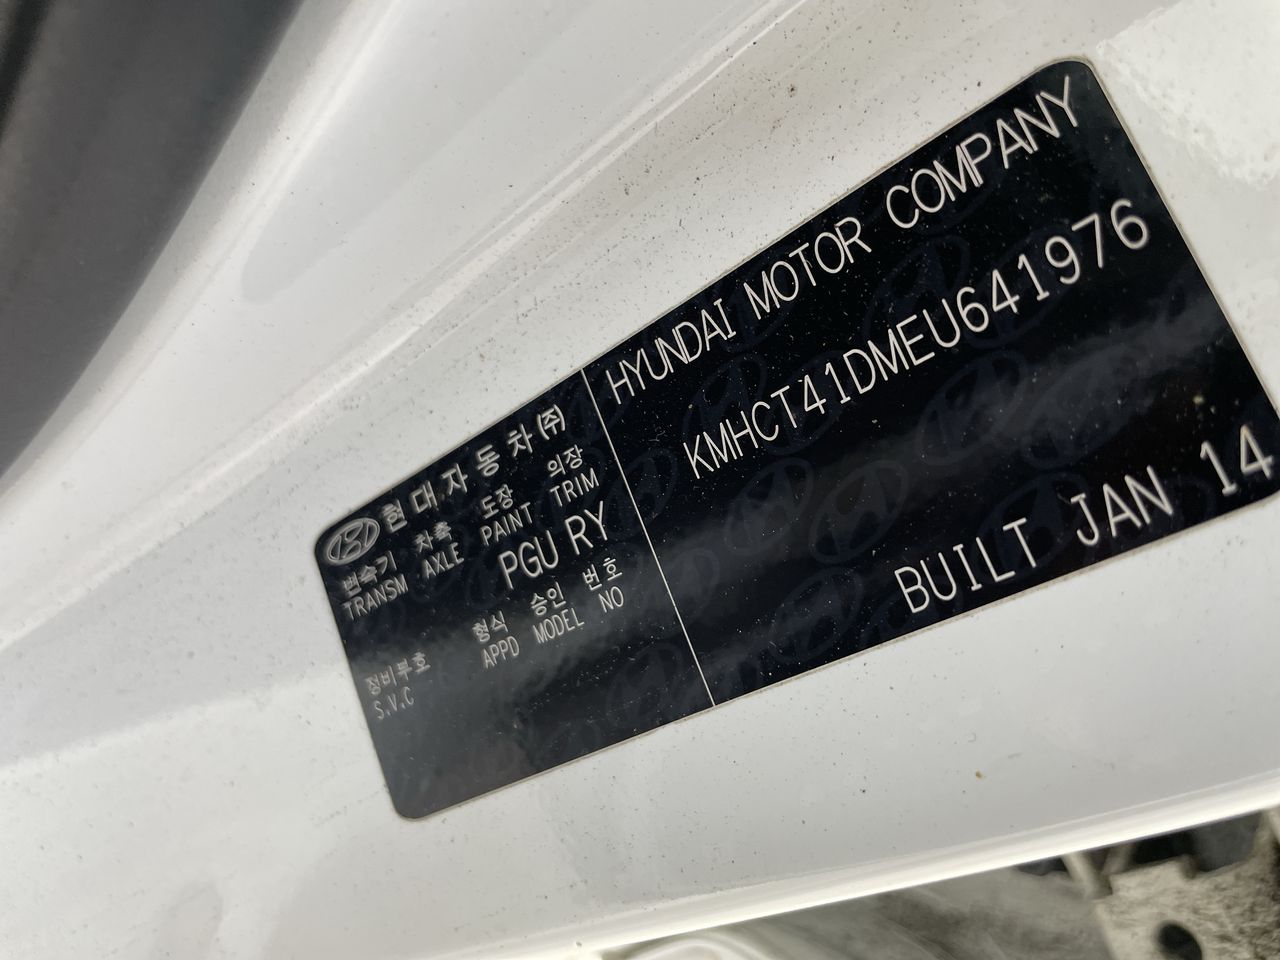 현대자동차(주)
변속기 차축 도장 의장
TRANSM AXLE PAINT TRIM
PGU RY
형식 승인 번호
APPD MODEL NO
정비부호
S.V.C
HYUNDAI MOTOR COMPANY
KMHCT41DMEU641976
BUILT JAN 14